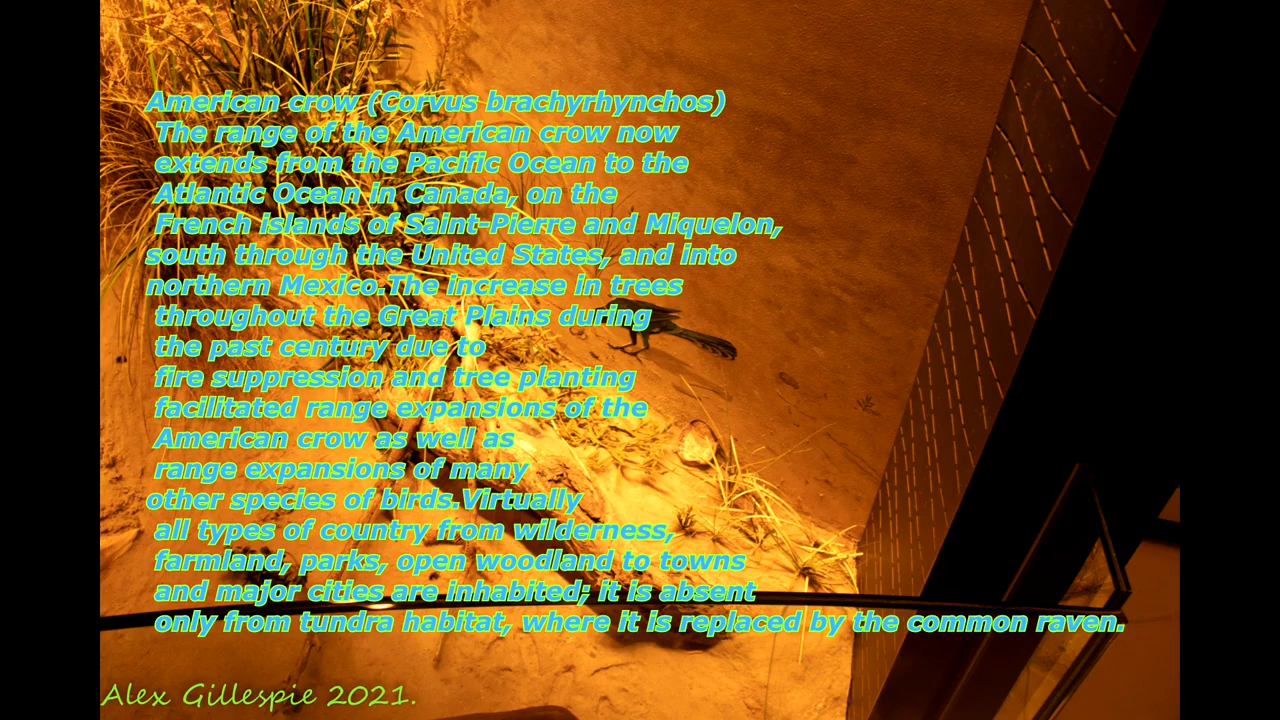 American crow (Corvus brachyrhynchos)
The range of the American crow now
extends from the Pacific Ocean to the
Atlantic Ocean in Canada, on the
French islands of Saint-Pierre and Miquelon,
south through the United States, and into
northern Mexico.The increase in trees
throughout the Great Plains during
the past century due to
fire suppression and tree planting
facilitated range expansions of the
American crow as well as
range expansions of many
other species of birds.Virtually
all types of country from wilderness,
farmland, parks, open woodland to towns
and major cities are inhabited; it is absent
only from tundra habitat, where it is replaced by the common raven.
Alex Gillespie 2021.